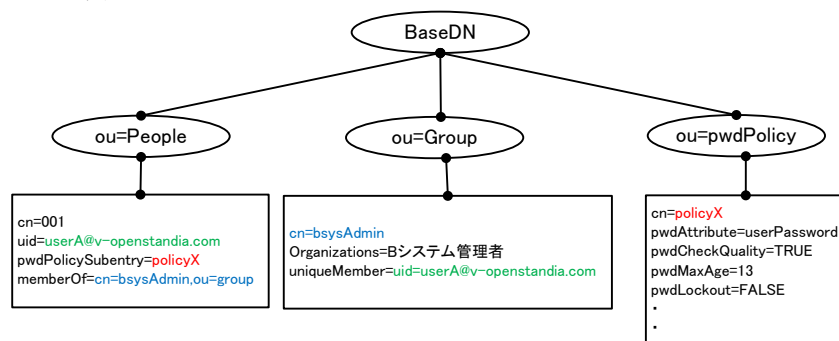 BaseDN
ou=People
ou=Group
ou=pwdPolicy
cn=001
uid=userA@v-openstandia.com
pwdPolicySubentry=policyX
memberOf=cn=bsysAdmin,ou=group
cn=bsysAdmin
Organizations=Bシステム管理者
uniqueMember=uid=userA@v-openstandia.com
cn=policyX
pwdAttribute=userPassword
pwdCheckQuality=TRUE
pwdMaxAge=13
pwdLockout=FALSE
・
・